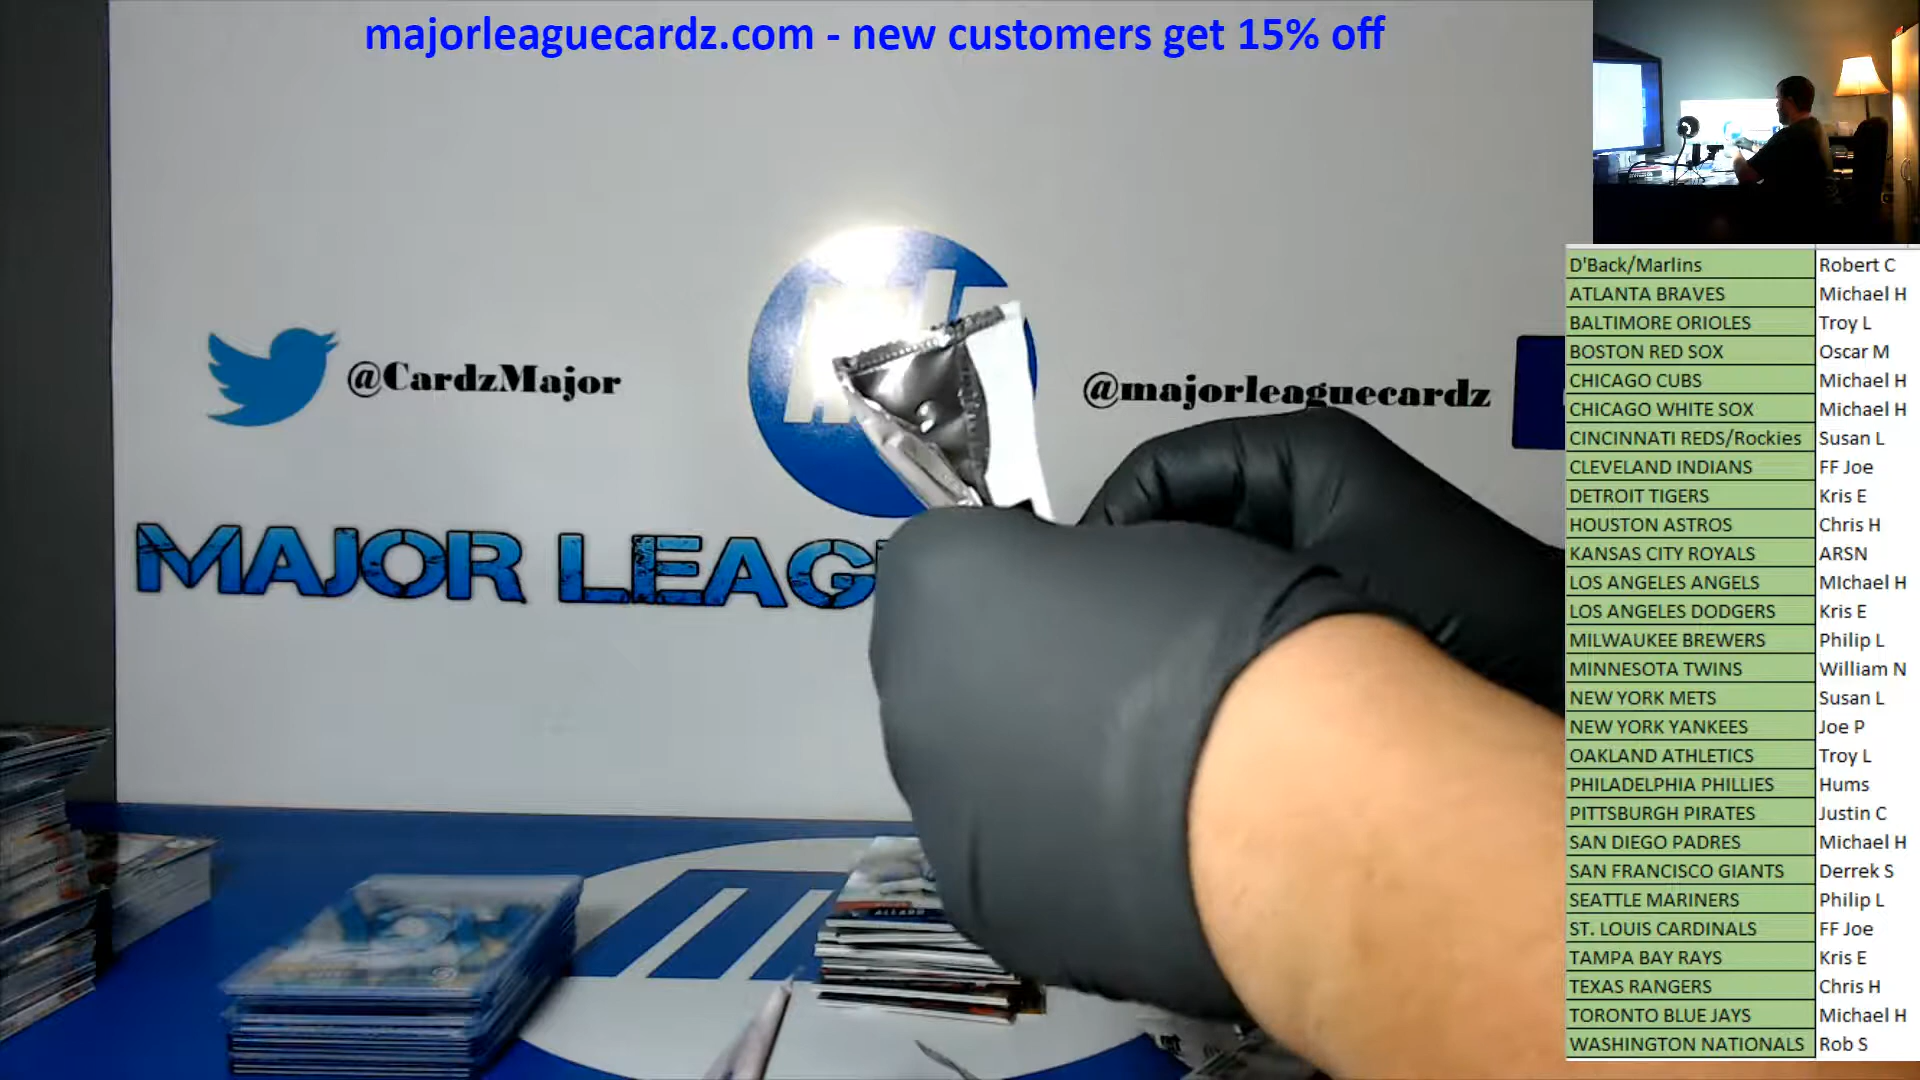 majorleaguecardz.com - new customers get 15% off
@CardzMajor
@majorleaguecardz
MAJOR LEAG
ALLARD
D'Back/Marlins Robert C
ATLANTA BRAVES Michael H
BALTIMORE ORIOLES Troy L
BOSTON RED SOX Oscar M
CHICAGO CUBS Michael H
CHICAGO WHITE SOX Michael H
CINCINNATI REDS/Rockies Susan L
CLEVELAND INDIANS FF Joe
DETROIT TIGERS Kris E
HOUSTON ASTROS Chris H
KANSAS CITY ROYALS ARSN
LOS ANGELES ANGELS MIchael H
LOS ANGELES DODGERS Kris E
MILWAUKEE BREWERS Philip L
MINNESOTA TWINS William N
NEW YORK METS Susan L
NEW YORK YANKEES Joe P
OAKLAND ATHLETICS Troy L
PHILADELPHIA PHILLIES Hums
PITTSBURGH PIRATES Justin C
SAN DIEGO PADRES Michael H
SAN FRANCISCO GIANTS Derrek S
SEATTLE MARINERS Philip L
ST. LOUIS CARDINALS FF Joe
TAMPA BAY RAYS Kris E
TEXAS RANGERS Chris H
TORONTO BLUE JAYS Michael H
WASHINGTON NATIONALS Rob S